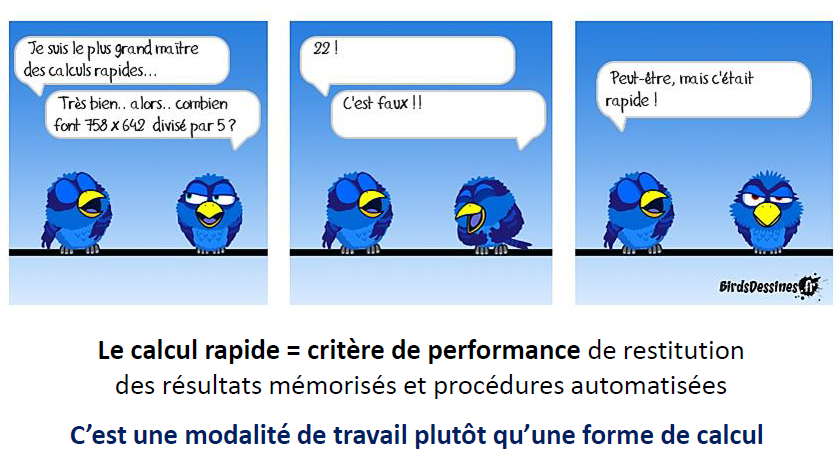 Je suis le plus grand maître
des calculs rapides...
Très bien.. alors.. combien
font 758 x 642 divisé par 5 ?
22 !
C'est faux !!
Peut-être, mais c'était
rapide !
BirdsDessines.fr
Le calcul rapide = critère de performance de restitution
des résultats mémorisés et procédures automatisées
C’est une modalité de travail plutôt qu’une forme de calcul